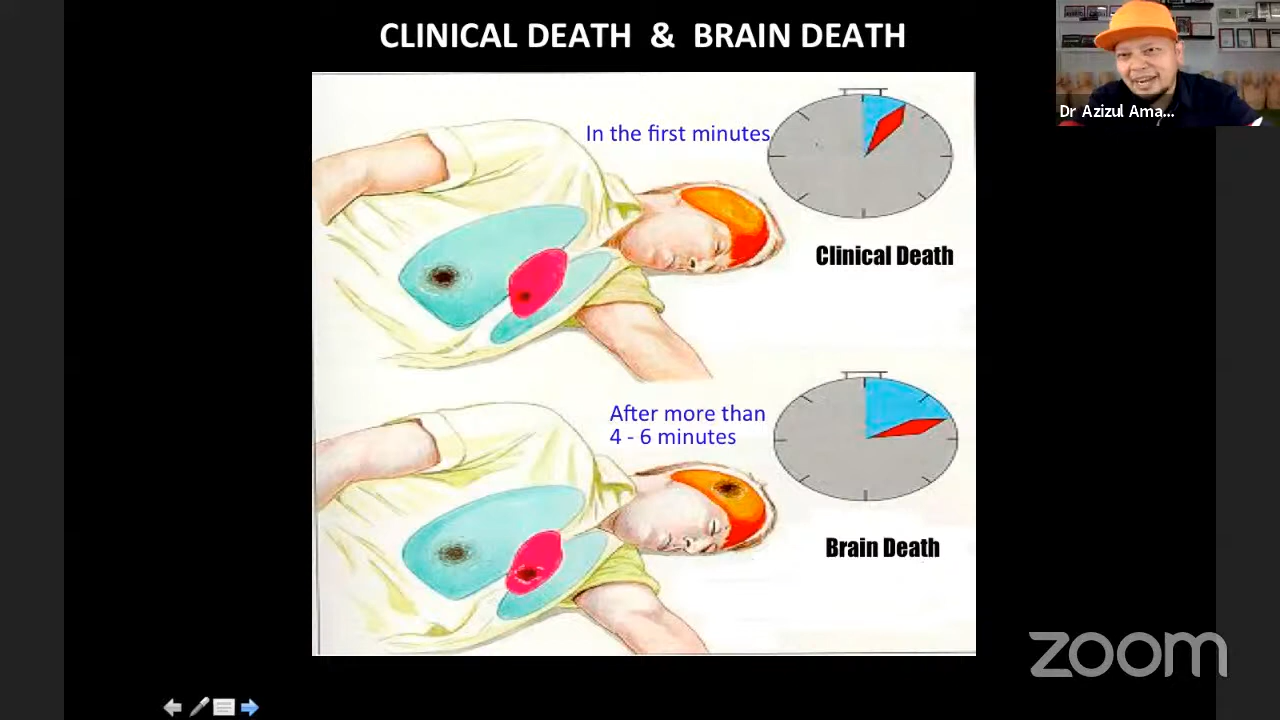 CLINICAL DEATH & BRAIN DEATH
Dr Azizul Ama...
In the first minutes
Clinical Death
After more than
4 - 6 minutes
Brain Death
zoom